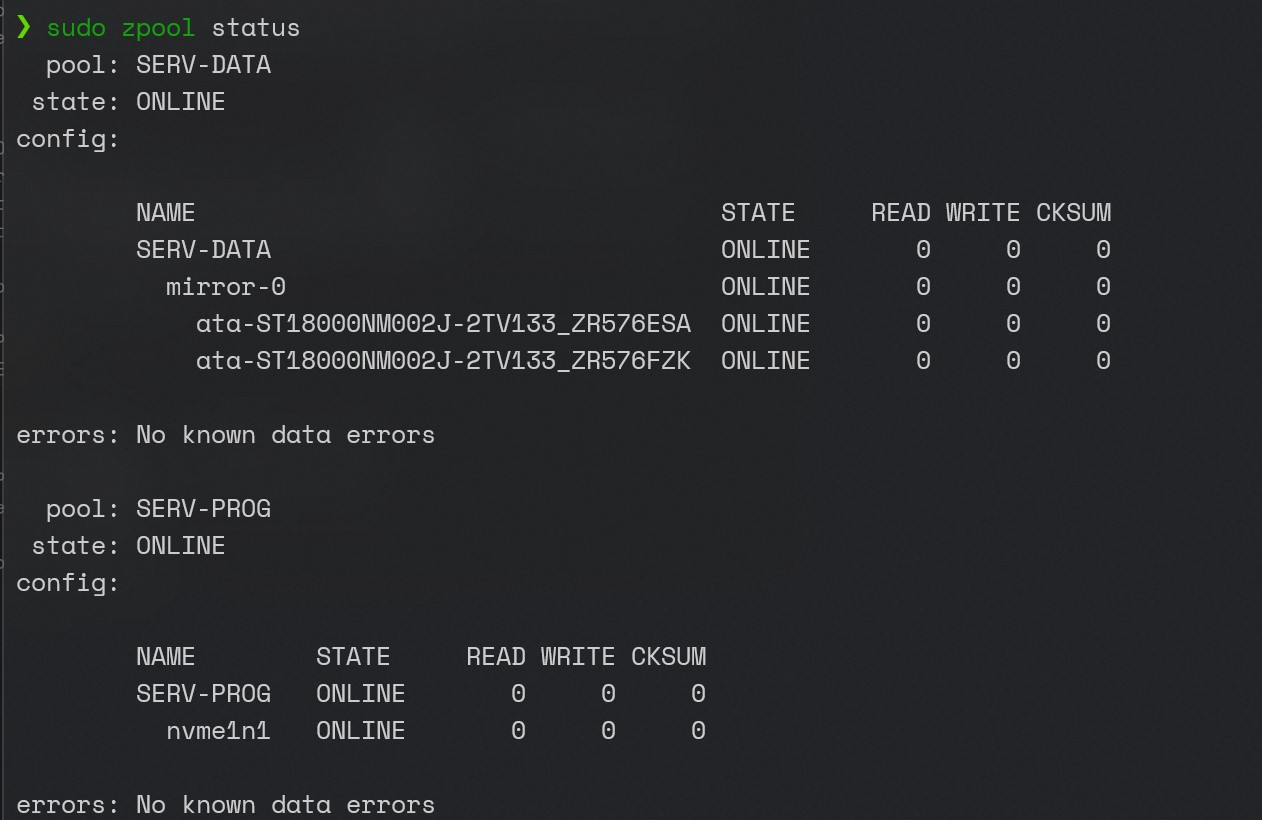 ❯ sudo zpool status
  pool: SERV-DATA
 state: ONLINE
config:

        NAME                                   STATE     READ WRITE CKSUM
        SERV-DATA                              ONLINE       0     0     0
          mirror-0                             ONLINE       0     0     0
            ata-ST18000NM002J-2TV133_ZR576ESA  ONLINE       0     0     0
            ata-ST18000NM002J-2TV133_ZR576FZK  ONLINE       0     0     0

errors: No known data errors

  pool: SERV-PROG
 state: ONLINE
config:

        NAME        STATE     READ WRITE CKSUM
        SERV-PROG   ONLINE       0     0     0
          nvme1n1   ONLINE       0     0     0

errors: No known data errors